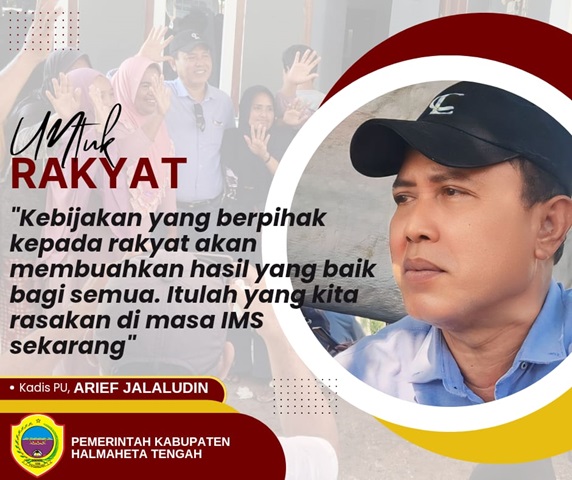 Untuk
RAKYAT
"Kebijakan yang berpihak
kepada rakyat akan
membuahkan hasil yang baik
bagi semua. Itulah yang kita
rasakan di masa IMS
sekarang"
• Kadis PU, ARIEF JALALUDIN
PEMERINTAH KABUPATEN
HALMAHETA TENGAH